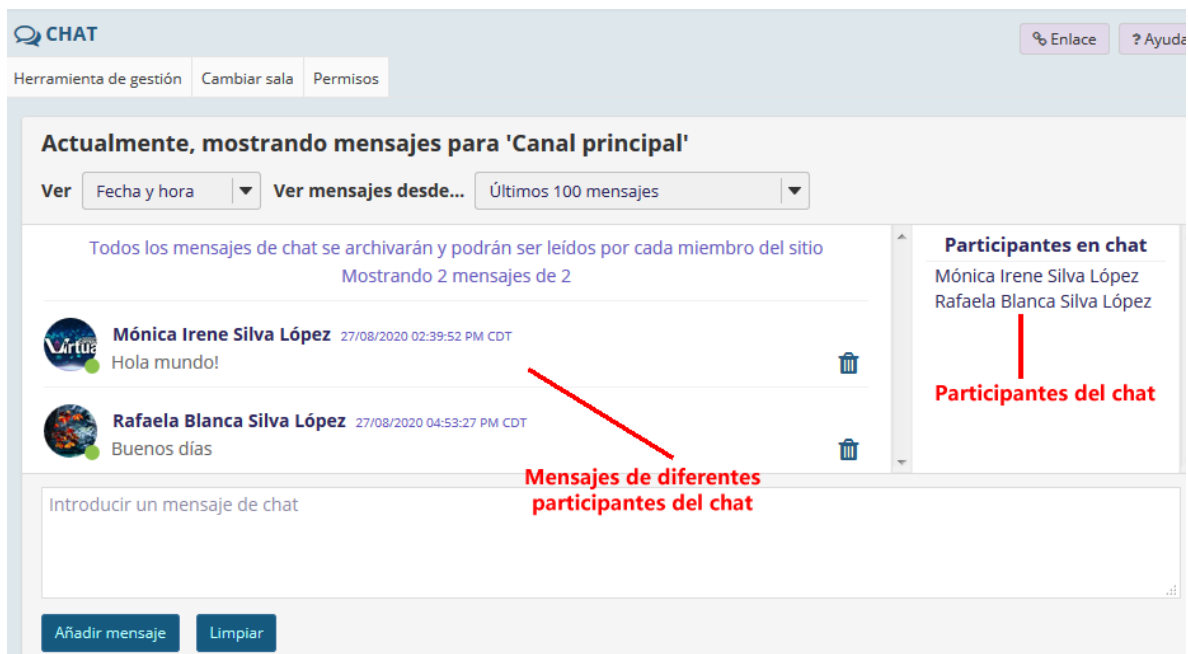 CHAT
Enlace
? Ayuda
Herramienta de gestión
Cambiar sala
Permisos
Actualmente, mostrando mensajes para 'Canal principal'
Ver Fecha y hora Ver mensajes desde... Últimos 100 mensajes
Todos los mensajes de chat se archivarán y podrán ser leídos por cada miembro del sitio
Mostrando 2 mensajes de 2
Mónica Irene Silva López 27/08/2020 02:39:52 PM CDT
Hola mundo!
Rafaela Blanca Silva López 27/08/2020 04:53:27 PM CDT
Buenos días
Participantes en chat
Mónica Irene Silva López
Rafaela Blanca Silva López
Participantes del chat
Mensajes de diferentes
participantes del chat
Introducir un mensaje de chat
Añadir mensaje
Limpiar